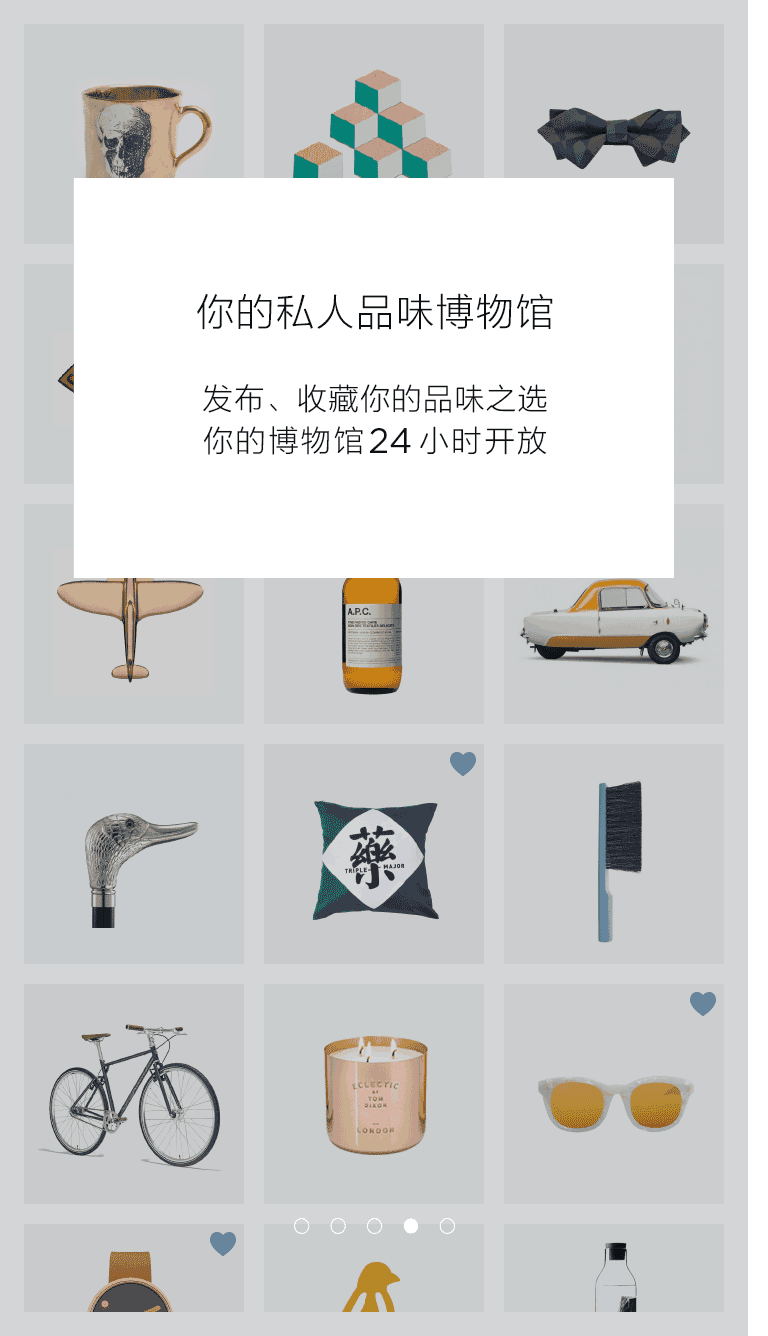 你的私人品味博物馆
发布、收藏你的品味之选
你的博物馆24小时开放
A.P.C.
藥
TRIPLE MAJOR
ECLECTIC
BY
TOM
DIXON
LONDON